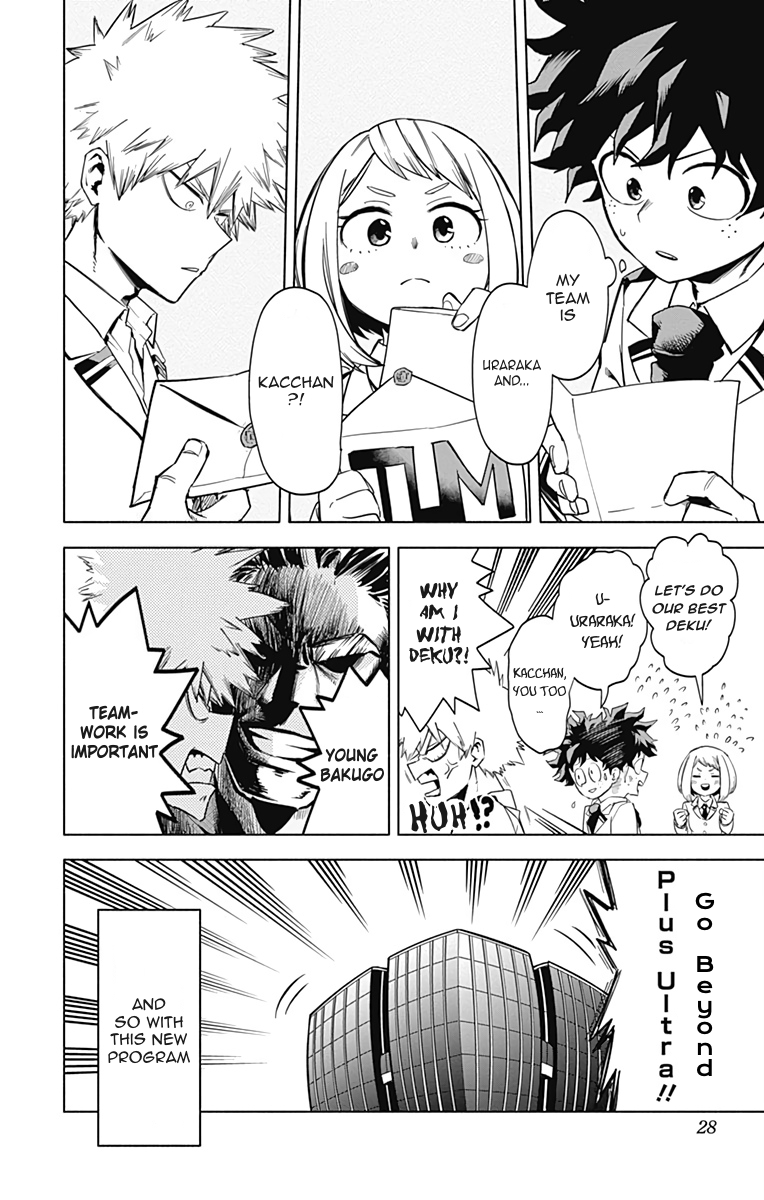 MY
TEAM
IS
URARAKA
AND...
KACCHAN
?!
LET'S DO
OUR BEST
DEKU!
U-
URARAKA!
YEAH!
KACCHAN,
YOU TOO
...
WHY
AM I
WITH
DEKU?!
HUH!?
YOUNG
BAKUGO
TEAM-
WORK IS
IMPORTANT
Go Beyond
Plus Ultra!!
AND
SO WITH
THIS NEW
PROGRAM
28